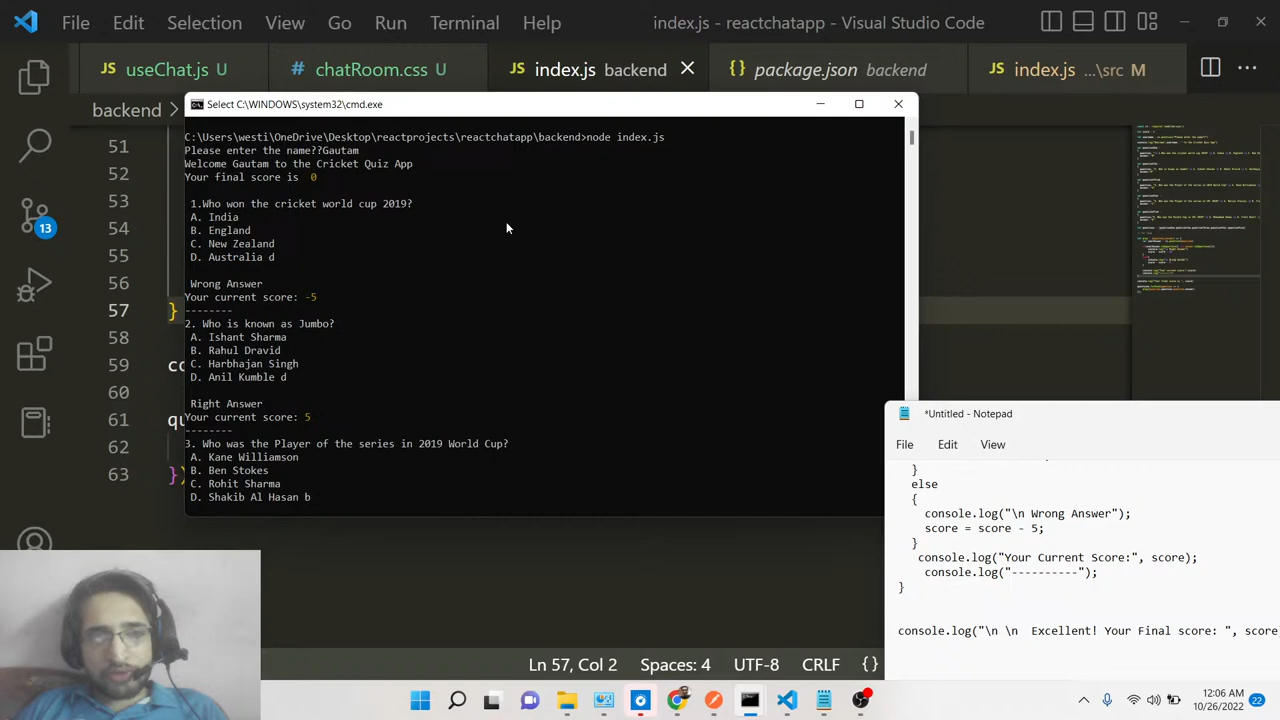 File Edit Selection View Go Run Terminal Help index.js - reactchatapp - Visual Studio Code
JS useChat.js U # chatRoom.css U JS index.js backend {} package.json backend JS index.js ...\src M
backend
Select C:\WINDOWS\system32\cmd.exe
C:\Users\westi\OneDrive\Desktop\reactprojects\reactchatapp\backend>node index.js
Please enter the name??Gautam
Welcome Gautam to the Cricket Quiz App
Your final score is 0
1.Who won the cricket world cup 2019?
A. India
B. England
C. New Zealand
D. Australia d
Wrong Answer
Your current score: -5
--------
2. Who is known as Jumbo?
A. Ishant Sharma
B. Rahul Dravid
C. Harbhajan Singh
D. Anil Kumble d
Right Answer
Your current score: 5
--------
3. Who was the Player of the series in 2019 World Cup?
A. Kane Williamson
B. Ben Stokes
C. Rohit Sharma
D. Shakib Al Hasan b
51
52
53
54
55
56
57 }
58
59 co
60
61 qu
62
63 })
13
*Untitled - Notepad
File Edit View
}
else
{
console.log("\n Wrong Answer");
score = score - 5;
}
console.log("Your Current Score:", score);
console.log("----------");
}
console.log("\n \n Excellent! Your Final score: ", score
Ln 57, Col 2 Spaces: 4 UTF-8 CRLF {}
12:06 AM
10/26/2022
22